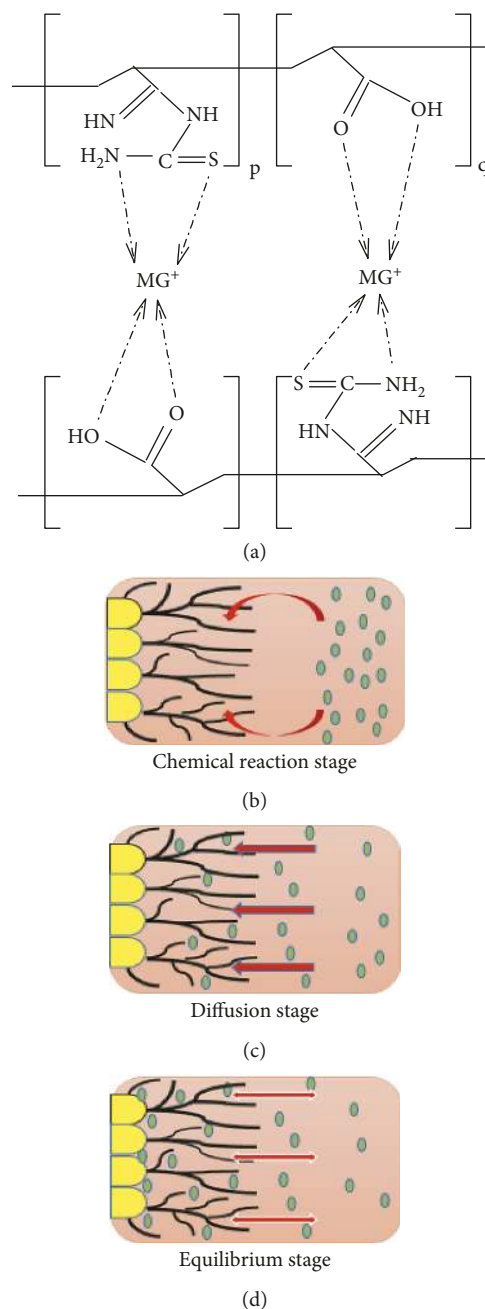 HN
NH
H₂N
C
S
p
O
OH
q
MG⁺
MG⁺
HO
O
S
C
NH₂
HN
NH
(a)
Chemical reaction stage
(b)
Diffusion stage
(c)
Equilibrium stage
(d)